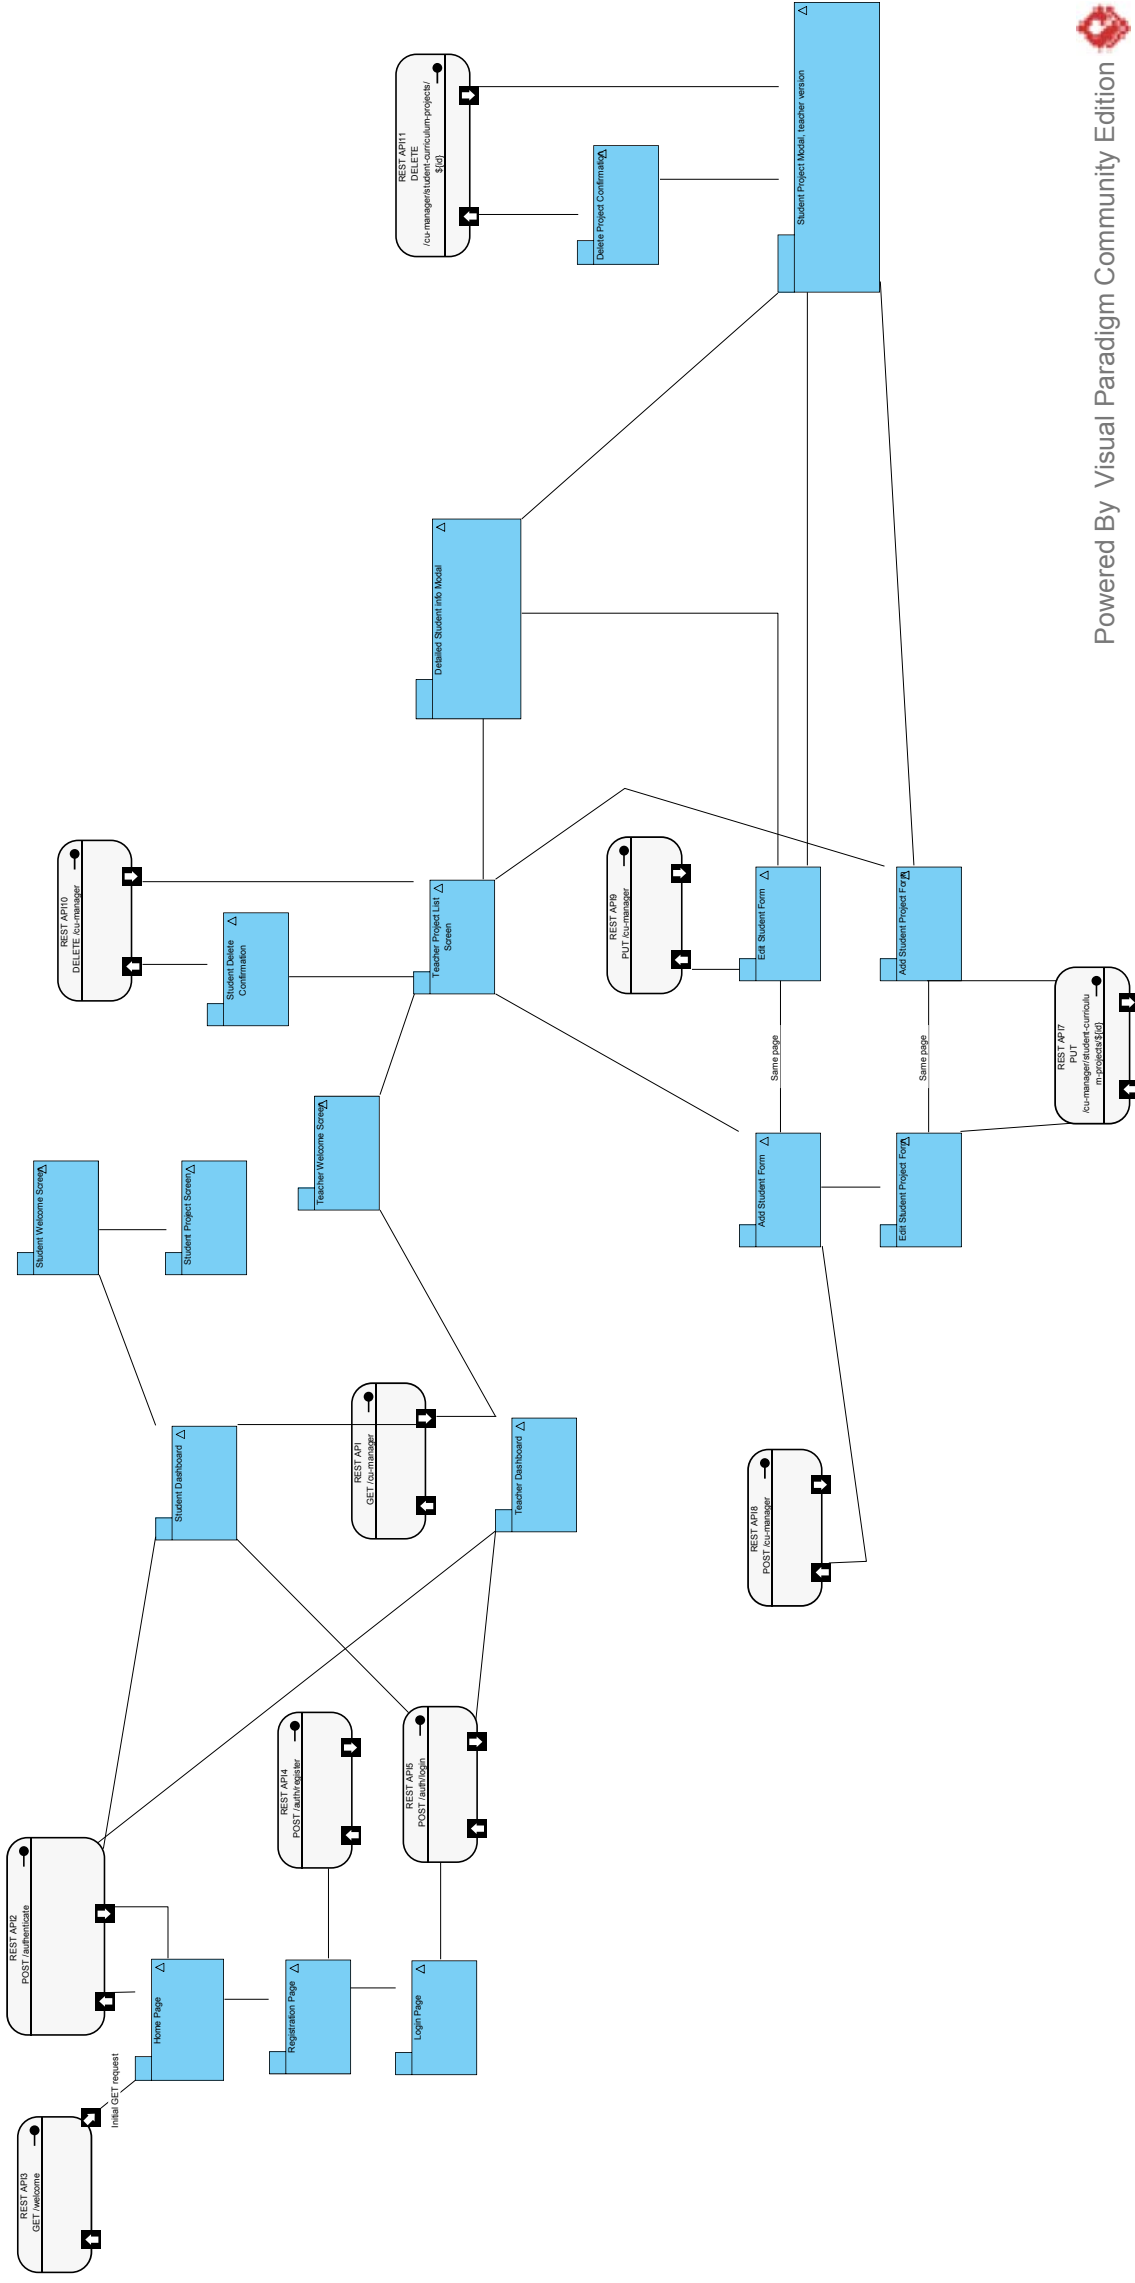 REST API3
GET /welcome
Initial GET request
REST API2
POST /authenticate
Home Page
Registration Page
Login Page
REST API4
POST /auth/register
REST API5
POST /auth/login
Student Dashboard
REST API
GET /cu-manager
Teacher Dashboard
REST API8
POST /cu-manager
Student Welcome Screen
Student Project Screen
Teacher Welcome Screen
Add Student Form
Edit Student Project Form
Same page
Same page
REST API10
DELETE /cu-manager
Student Delete
Confirmation
Teacher Project List
Screen
REST API9
PUT /cu-manager
Edit Student Form
Add Student Project Form
REST API7
PUT
/cu-manager/student-curriculu
m-projects/${id}
Detailed Student info Modal
REST API11
DELETE
/cu-manager/student-curriculum-projects/
${id}
Delete Project Confirmation
Student Project Modal, teacher version
Powered By Visual Paradigm Community Edition